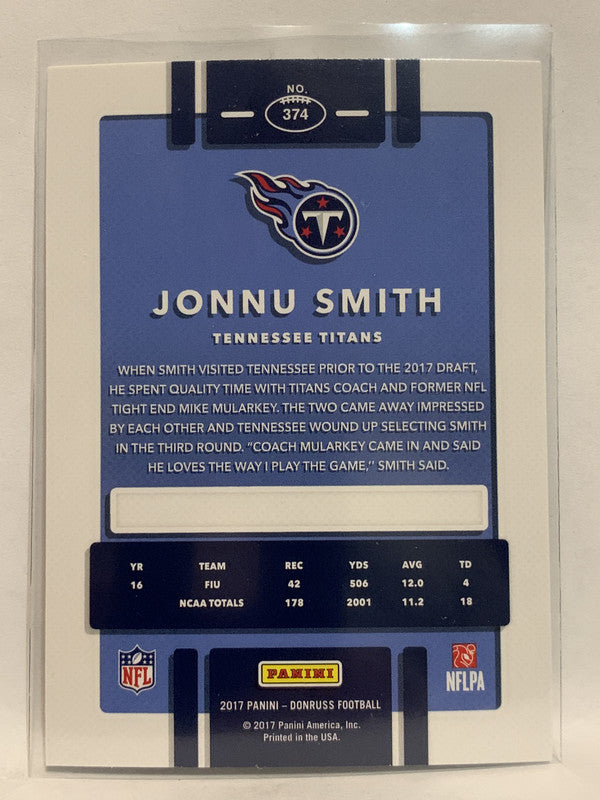 NO.
374
T
JONNU SMITH
TENNESSEE TITANS
WHEN SMITH VISITED TENNESSEE PRIOR TO THE 2017 DRAFT,
HE SPENT QUALITY TIME WITH TITANS COACH AND FORMER NFL
TIGHT END MIKE MULARKEY. THE TWO CAME AWAY IMPRESSED
BY EACH OTHER AND TENNESSEE WOUND UP SELECTING SMITH
IN THE THIRD ROUND. “COACH MULARKEY CAME IN AND SAID
HE LOVES THE WAY I PLAY THE GAME,” SMITH SAID.
YR TEAM REC YDS AVG TD
16 FIU 42 506 12.0 4
NCAA TOTALS 178 2001 11.2 18
NFL
PANINI
NFLPA
2017 PANINI – DONRUSS FOOTBALL
© 2017 Panini America, Inc.
Printed in the USA.